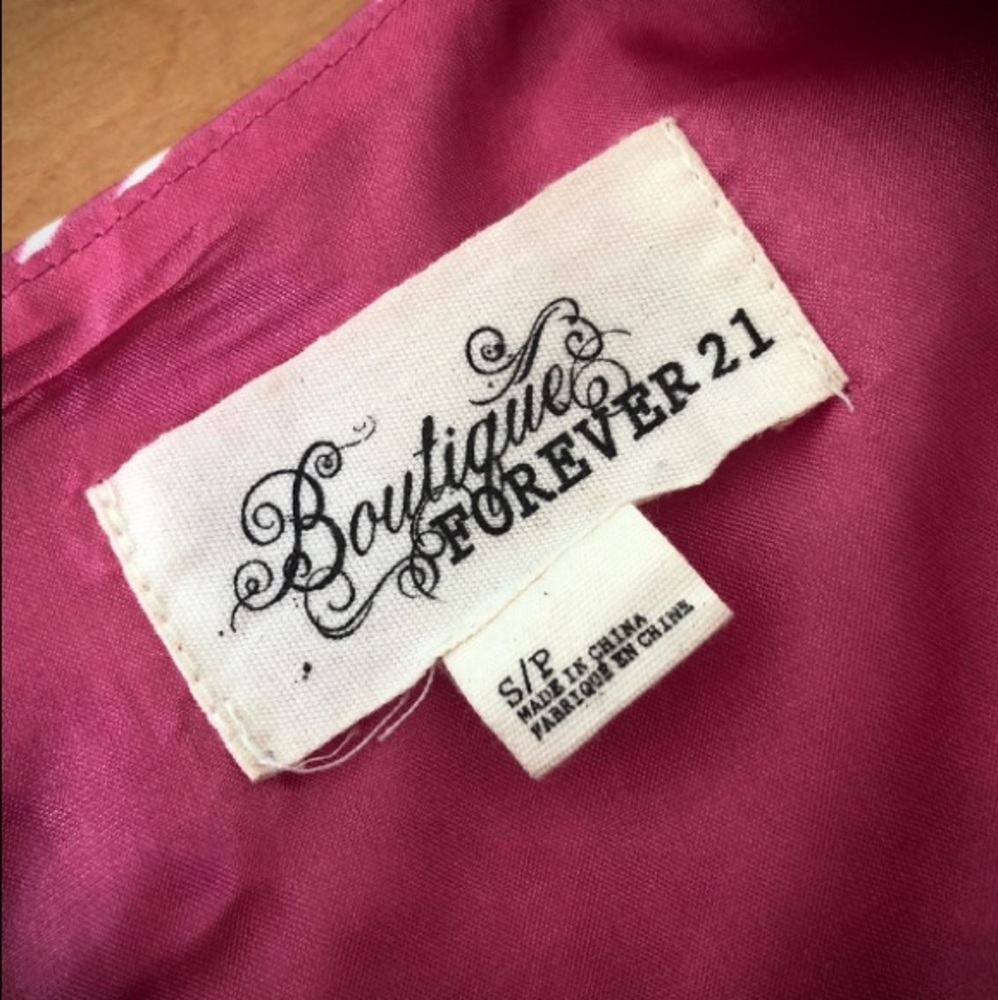 Boutique
FOREVER 21
S/P
MADE IN CHINA
FABRIQUÉ EN CHINE